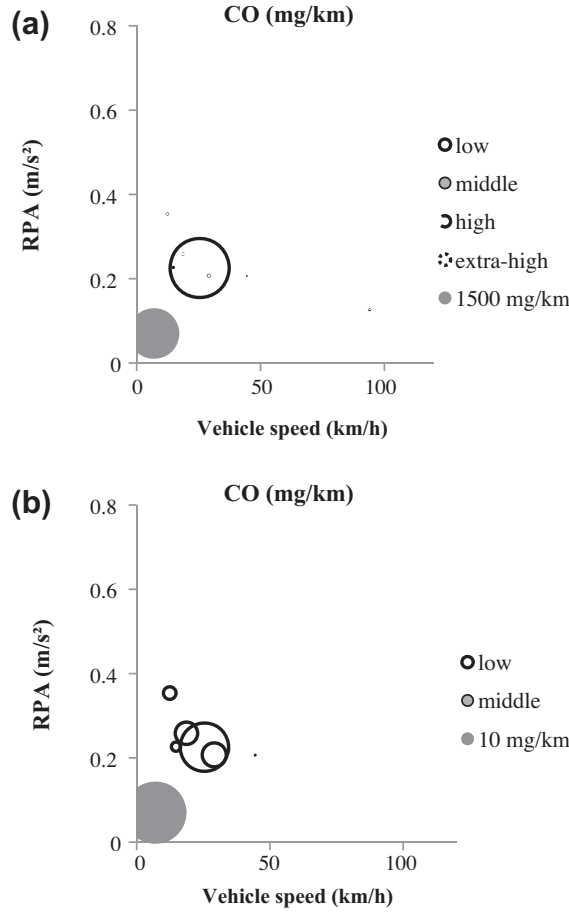 (a)
CO (mg/km)
0.8
0.6
0.4
0.2
0
RPA (m/s²)
0
50
100
Vehicle speed (km/h)
low
middle
high
extra-high
1500 mg/km
(b)
CO (mg/km)
0.8
0.6
0.4
0.2
0
RPA (m/s²)
0
50
100
Vehicle speed (km/h)
low
middle
10 mg/km